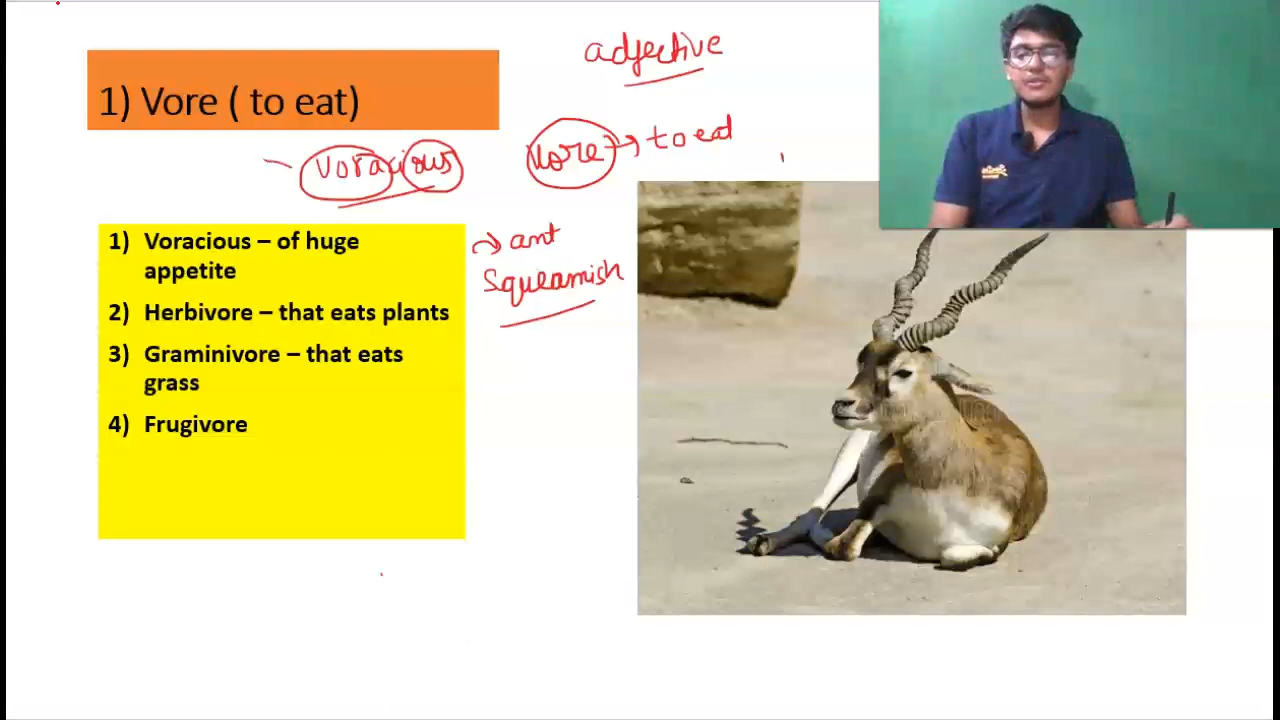 adjective
1) Vore ( to eat)
voracious
vore → to eat
1) Voracious – of huge
appetite
→ ant
Squeamish
2) Herbivore – that eats plants
3) Graminivore – that eats
grass
4) Frugivore